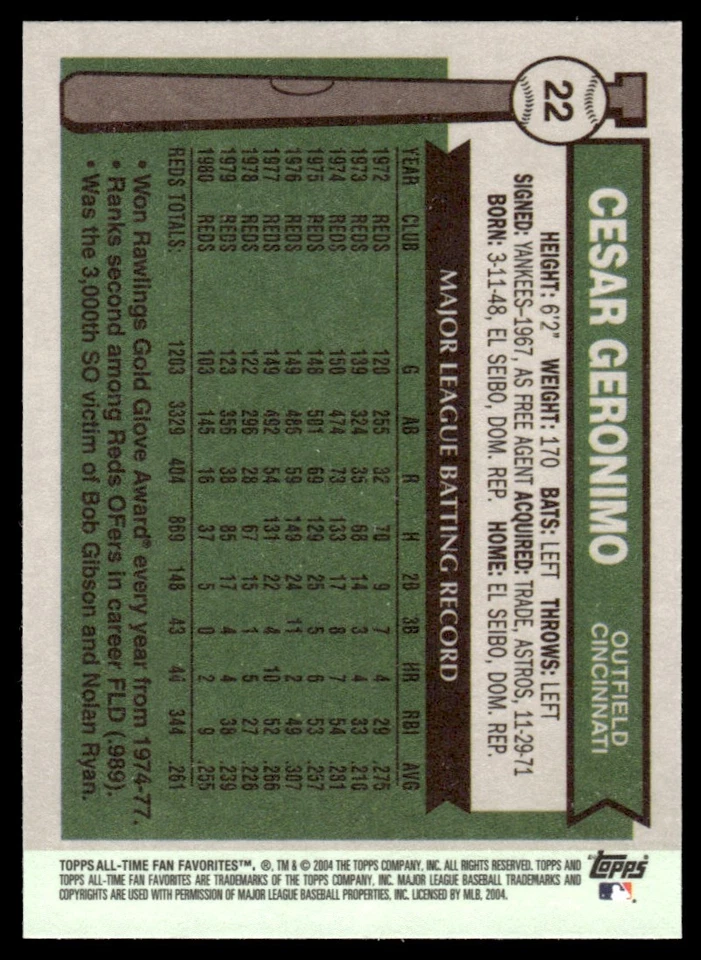 22
CESAR GERONIMO
OUTFIELD
CINCINNATI
HEIGHT: 6'2" WEIGHT: 170 BATS: LEFT THROWS: LEFT
SIGNED: YANKEES–1967, AS FREE AGENT ACQUIRED: TRADE, ASTROS, 11-29-71
BORN: 3-11-48, EL SEIBO, DOM. REP. HOME: EL SEIBO, DOM. REP.
MAJOR LEAGUE BATTING RECORD
YEAR CLUB G AB R H 2B 3B HR RBI AVG
1972 REDS 120 255 32 70 9 7 4 29 .275
1973 REDS 139 324 35 68 14 3 4 33 .210
1974 REDS 150 474 73 133 17 8 7 54 .281
1975 REDS 148 501 69 129 25 5 6 53 .257
1976 REDS 149 486 59 149 24 11 2 49 .307
1977 REDS 149 492 54 131 22 4 10 52 .266
1978 REDS 122 296 28 67 15 1 5 27 .226
1979 REDS 123 356 38 85 17 4 4 38 .239
1980 REDS 103 145 16 37 5 0 2 9 .255
REDS TOTALS: 1203 3329 404 869 148 43 44 344 .261
• Won Rawlings Gold Glove Award® every year from 1974-77.
• Ranks second among Reds OFers in career FLD (.989).
• Was the 3,000th SO victim of Bob Gibson and Nolan Ryan.
TOPPS ALL-TIME FAN FAVORITES™, ®, TM & © 2004 THE TOPPS COMPANY, INC. ALL RIGHTS RESERVED. TOPPS AND
TOPPS ALL-TIME FAN FAVORITES ARE TRADEMARKS OF THE TOPPS COMPANY, INC. MAJOR LEAGUE BASEBALL TRADEMARKS AND
COPYRIGHTS ARE USED WITH PERMISSION OF MAJOR LEAGUE BASEBALL PROPERTIES, INC. LICENSED BY MLB, 2004.
Topps